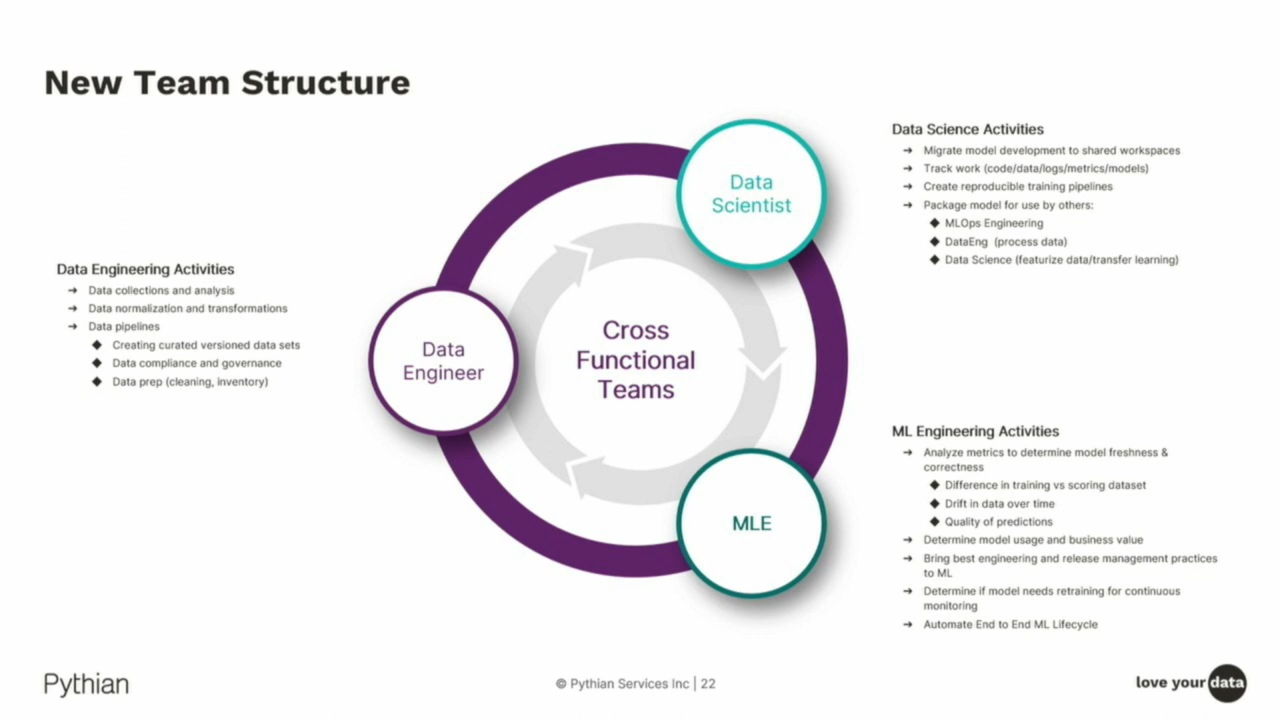 New Team Structure
Data Engineering Activities
➔ Data collections and analysis
➔ Data normalization and transformations
➔ Data pipelines
◆ Creating curated versioned data sets
◆ Data compliance and governance
◆ Data prep (cleaning, inventory)
Data
Engineer
Cross
Functional
Teams
Data
Scientist
MLE
Data Science Activities
➔ Migrate model development to shared workspaces
➔ Track work (code/data/logs/metrics/models)
➔ Create reproducible training pipelines
➔ Package model for use by others:
◆ MLOps Engineering
◆ DataEng (process data)
◆ Data Science (featurize data/transfer learning)
ML Engineering Activities
➔ Analyze metrics to determine model freshness &
correctness
◆ Difference in training vs scoring dataset
◆ Drift in data over time
◆ Quality of predictions
➔ Determine model usage and business value
➔ Bring best engineering and release management practices
to ML
➔ Determine if model needs retraining for continuous
monitoring
➔ Automate End to End ML Lifecycle
Pythian
© Pythian Services Inc | 22
love your data